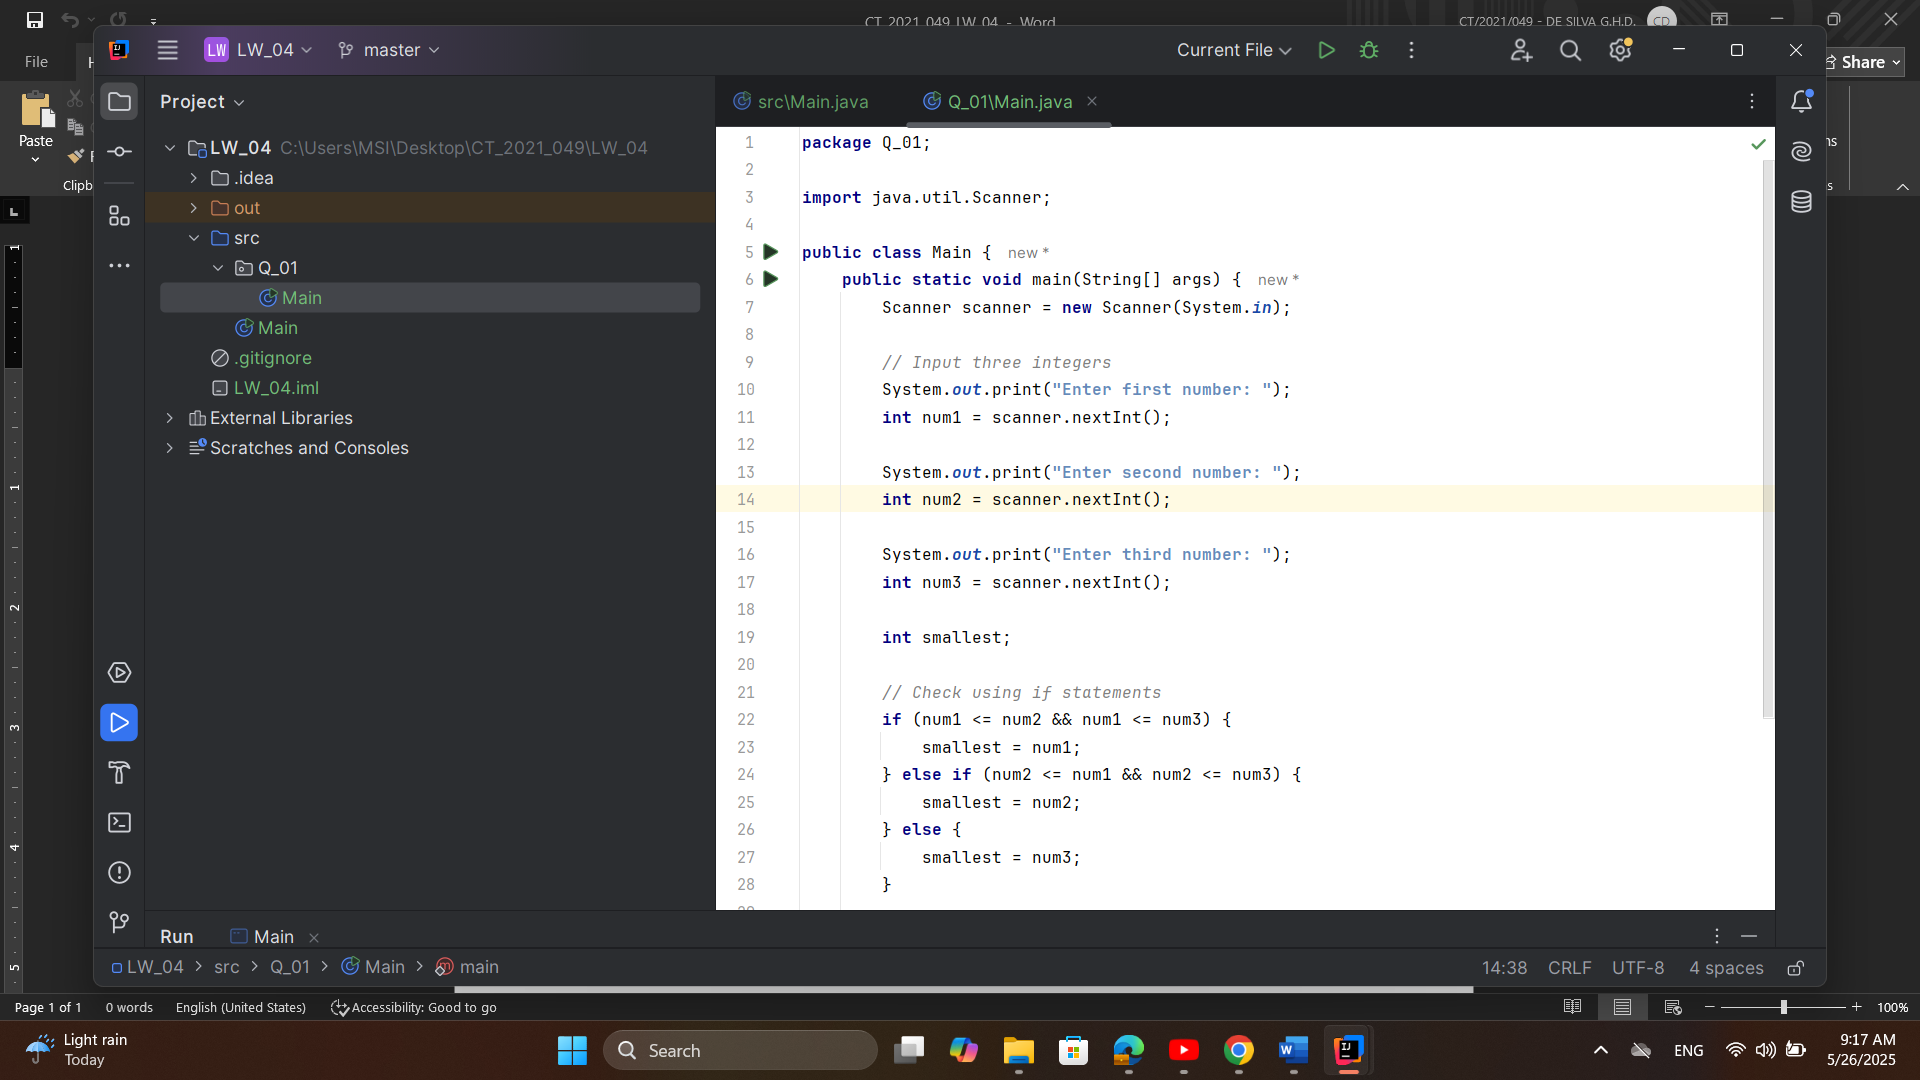 CT_2021_049_LW_04 - Word
CT/2021/049 - DE SILVA G.H.D.
CD
File
Share
Paste
Clipb
LW LW_04
master
Current File
Project
src\Main.java
Q_01\Main.java
LW_04 C:\Users\MSI\Desktop\CT_2021_049\LW_04
.idea
out
src
Q_01
Main
Main
.gitignore
LW_04.iml
External Libraries
Scratches and Consoles
1 package Q_01;
2
3 import java.util.Scanner;
4
5 public class Main { new *
6 public static void main(String[] args) { new *
7 Scanner scanner = new Scanner(System.in);
8
9 // Input three integers
10 System.out.print("Enter first number: ");
11 int num1 = scanner.nextInt();
12
13 System.out.print("Enter second number: ");
14 int num2 = scanner.nextInt();
15
16 System.out.print("Enter third number: ");
17 int num3 = scanner.nextInt();
18
19 int smallest;
20
21 // Check using if statements
22 if (num1 <= num2 && num1 <= num3) {
23 smallest = num1;
24 } else if (num2 <= num1 && num2 <= num3) {
25 smallest = num2;
26 } else {
27 smallest = num3;
28 }
Run Main
LW_04 > src > Q_01 > Main > main
14:38 CRLF UTF-8 4 spaces
Page 1 of 1 0 words English (United States) Accessibility: Good to go
100%
Light rain
Today
Search
ENG
9:17 AM
5/26/2025